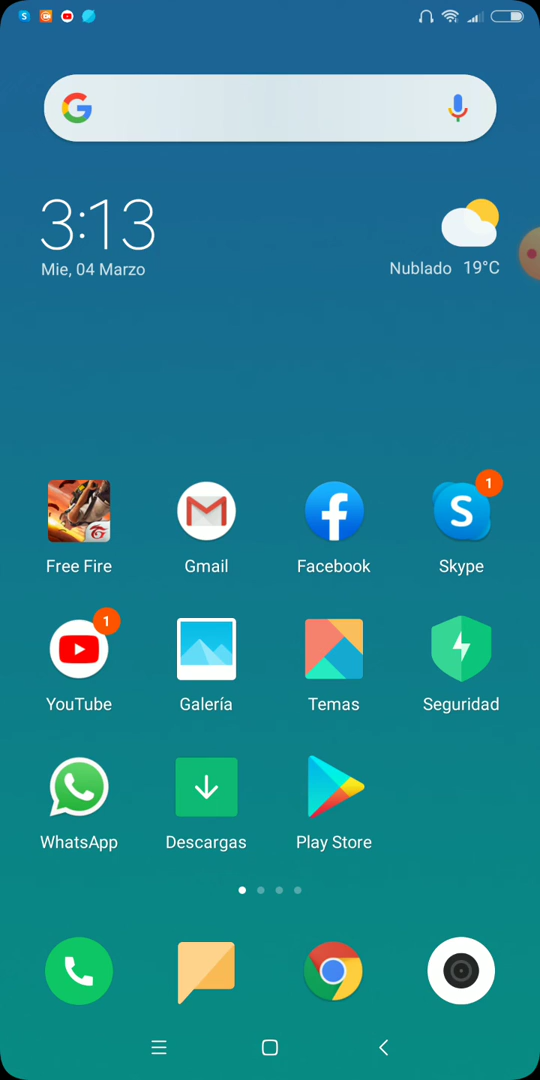 3:13
Mie, 04 Marzo
Nublado 19°C
Free Fire
Gmail
Facebook
1
Skype
1
YouTube
Galería
Temas
Seguridad
WhatsApp
Descargas
Play Store